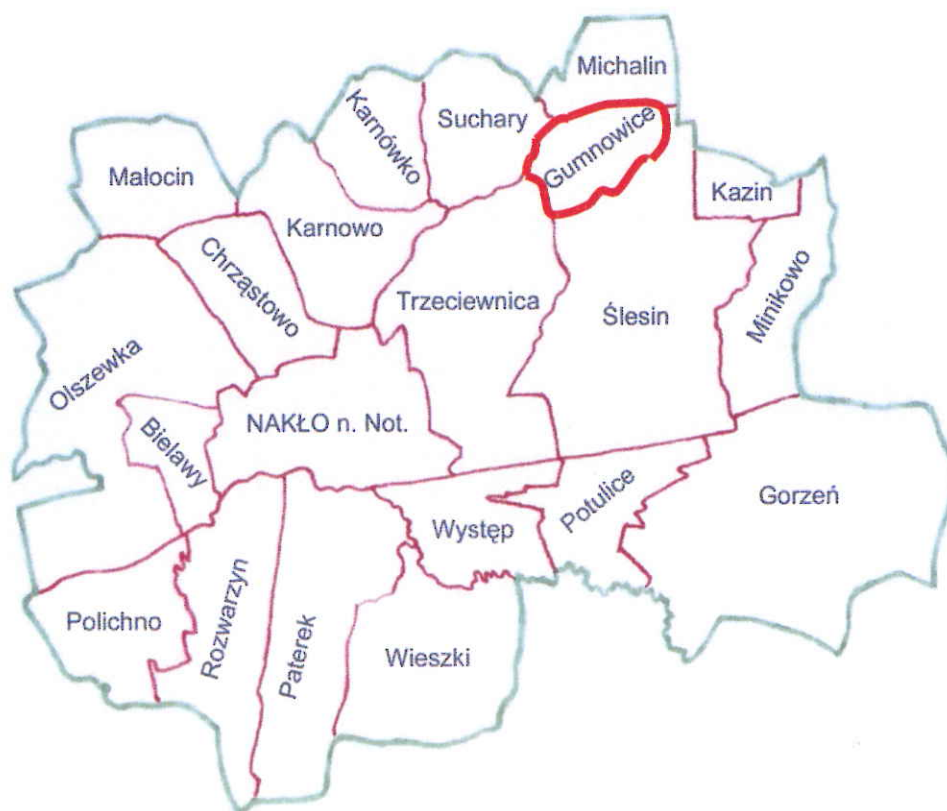 Michalin
Karnówko
Suchary
Gumnowice
Małocin
Kazin
Karnowo
Chrząstowo
Trzeciewnica
Ślesin
Minikowo
Olszewka
NAKŁO n. Not.
Bielawy
Potulice
Gorzeń
Występ
Polichno
Rozwarzyn
Paterek
Wieszki